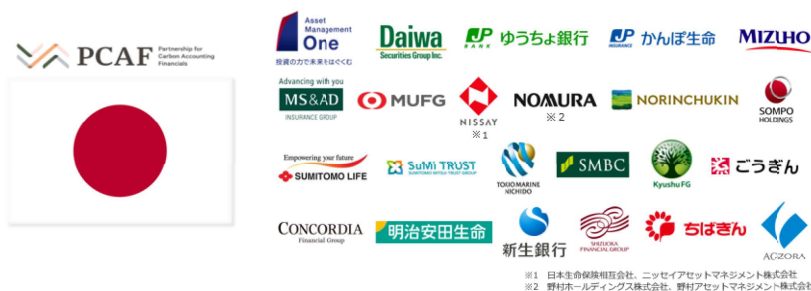 PCAF Partnership for
Carbon Accounting
Financials
Asset
Management
One
投資の力で未来をはぐくむ
Daiwa
Securities Group Inc.
JP
BANK
ゆうちょ銀行
JP
INSURANCE
かんぽ生命
MIZUHO
Advancing with you
MS&AD
INSURANCE GROUP
MUFG
NISSAY
※1
NOMURA
※2
NORINCHUKIN
SOMPO
HOLDINGS
Empowering your future
SUMITOMO LIFE
SuMi TRUST
SUMITOMO MITSUI TRUST GROUP
TOKIO MARINE
NICHIDO
SMBC
Kyushu FG
ごうぎん
CONCORDIA
Financial Group
明治安田生命
新生銀行
SHIZUOKA
FINANCIAL GROUP
ちばぎん
AGZORA
※1 日本生命保険相互会社、ニッセイアセットマネジメント株式会社
※2 野村ホールディングス株式会社、野村アセットマネジメント株式会社